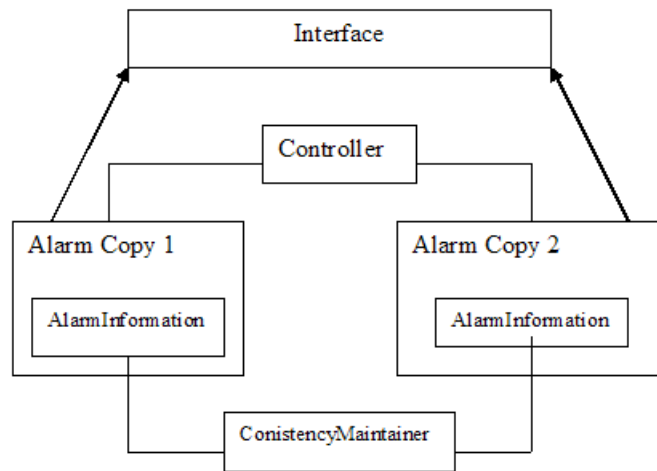 Interface
Controller
Alarm Copy 1
Alarm Copy 2
AlarmInformation
AlarmInformation
ConistencyMaintainer